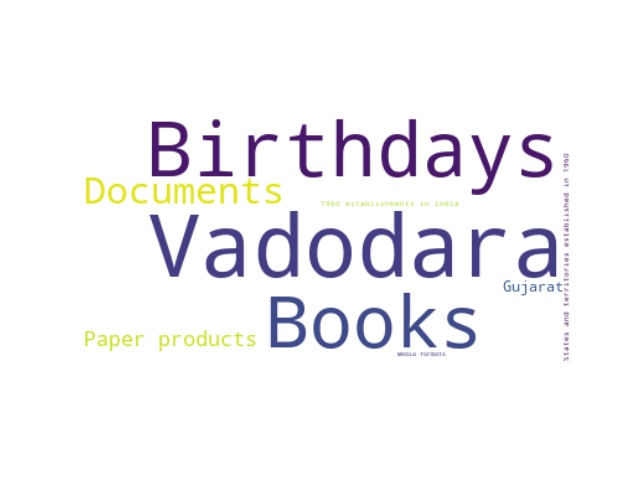 Birthdays
Documents
1960 establishments in India
Vadodara
Gujarat
Books
Paper products
Media formats
States and territories established in 1960